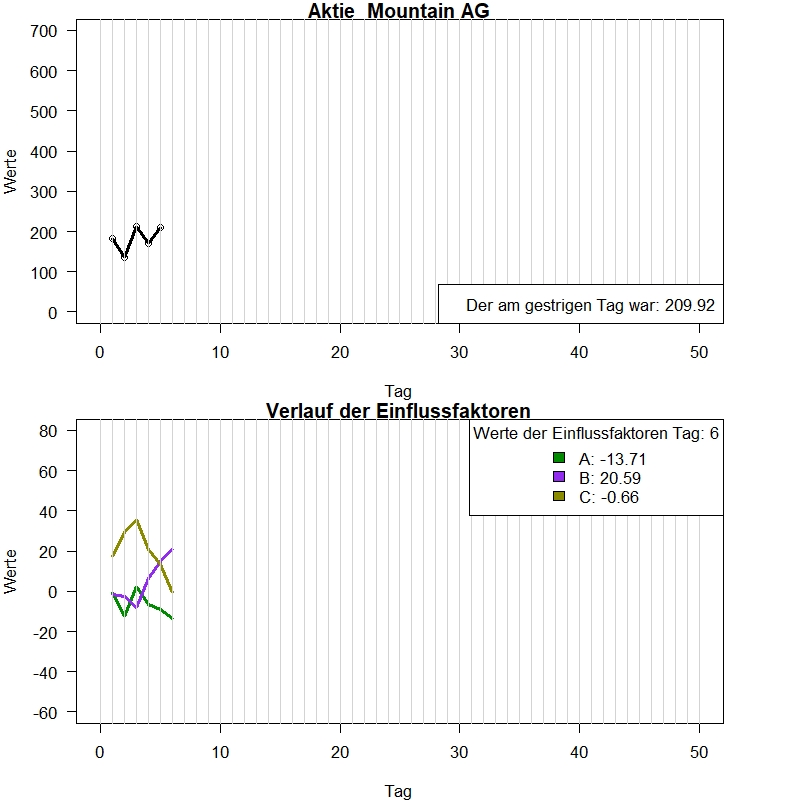 Aktie  Mountain AG
700
600
500
400
300
200
100
0
Werte
Der am gestrigen Tag war: 209.92
0 10 20 30 40 50
Tag
Verlauf der Einflussfaktoren
80
60
40
20
0
-20
-40
-60
Werte
Werte der Einflussfaktoren Tag: 6
A: -13.71
B: 20.59
C: -0.66
0 10 20 30 40 50
Tag